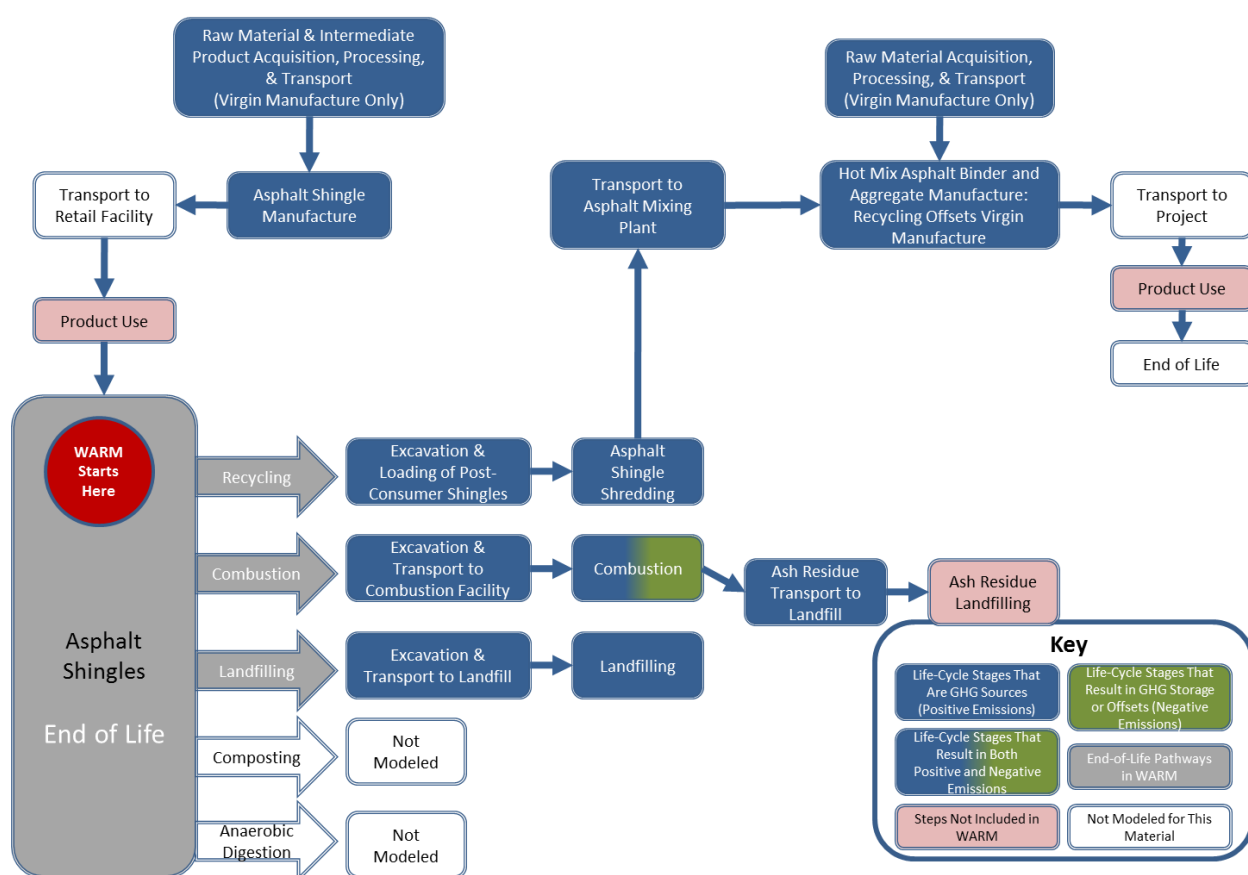 Raw Material & Intermediate
Product Acquisition, Processing,
& Transport
(Virgin Manufacture Only)
Raw Material Acquisition,
Processing, & Transport
(Virgin Manufacture Only)
Transport to
Retail Facility
Asphalt Shingle
Manufacture
Transport to
Asphalt Mixing
Plant
Hot Mix Asphalt Binder and
Aggregate Manufacture:
Recycling Offsets Virgin
Manufacture
Transport to
Project
Product Use
Product Use
End of Life
WARM
Starts
Here
Asphalt
Shingles
End of Life
Recycling
Excavation &
Loading of Post-
Consumer Shingles
Asphalt
Shingle
Shredding
Combustion
Excavation &
Transport to
Combustion Facility
Combustion
Ash Residue
Transport to
Landfill
Ash Residue
Landfilling
Landfilling
Excavation &
Transport to Landfill
Landfilling
Composting
Not
Modeled
Anaerobic
Digestion
Not
Modeled
Key
Life-Cycle Stages That
Are GHG Sources
(Positive Emissions)
Life-Cycle Stages That
Result in GHG Storage
or Offsets (Negative
Emissions)
Life-Cycle Stages That
Result in Both
Positive and Negative
Emissions
End-of-Life Pathways
in WARM
Steps Not Included in
WARM
Not Modeled for This
Material